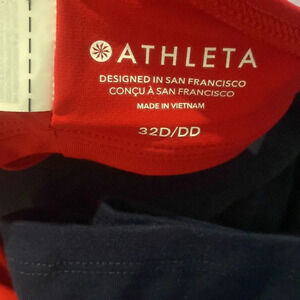 ATHLETA
DESIGNED IN SAN FRANCISCO
CONÇU À SAN FRANCISCO
MADE IN VIETNAM
32D/DD